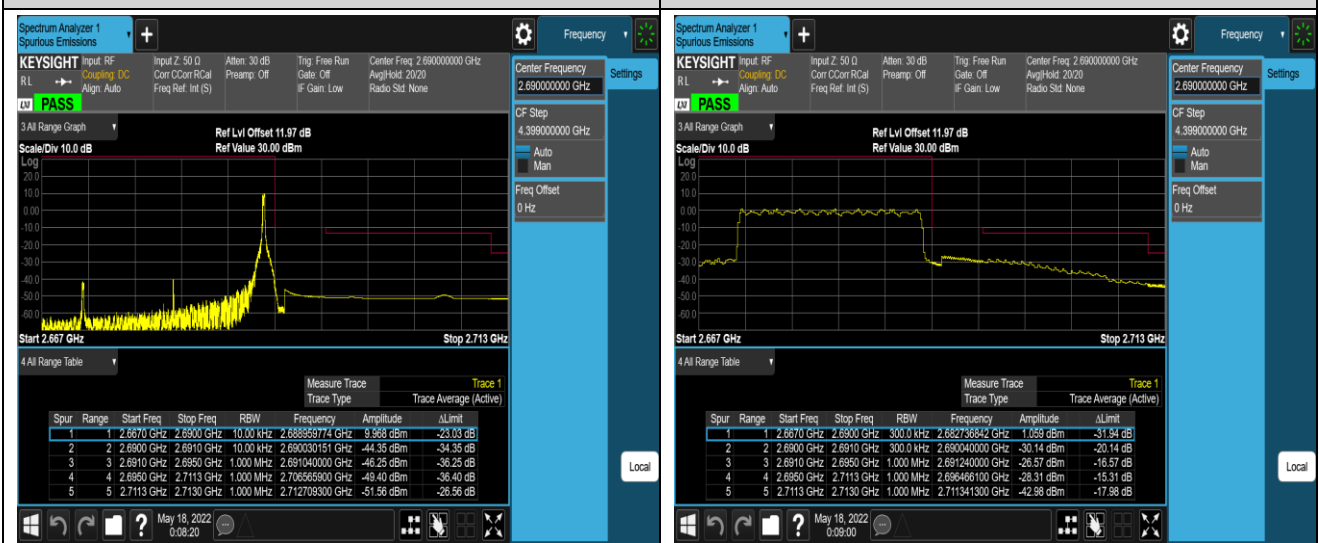 Spectrum Analyzer 1
Spurious Emissions
+
Frequency
KEYSIGHT Input: RF Input Z: 50 Ω Atten: 30 dB Trig: Free Run Center Freq: 2.690000000 GHz
RL Coupling: DC Corr CCorr RCal Preamp: Off Gate: Off Avg|Hold: 20/20
Align: Auto Freq Ref: Int (S) IF Gain: Low Radio Std: None
LXI PASS
Center Frequency
2.690000000 GHz
Settings
CF Step
4.399000000 GHz
Auto
Man
Freq Offset
0 Hz
3 All Range Graph
Ref Lvl Offset 11.97 dB
Scale/Div 10.0 dB Ref Value 30.00 dBm
Log
20.0
10.0
0.00
-10.0
-20.0
-30.0
-40.0
-50.0
-60.0
Start 2.667 GHz Stop 2.713 GHz
4 All Range Table
Measure Trace Trace 1
Trace Type Trace Average (Active)
Spur Range Start Freq Stop Freq RBW Frequency Amplitude ΔLimit
1 1 2.6670 GHz 2.6900 GHz 10.00 kHz 2.688959774 GHz 9.968 dBm -23.03 dB
2 2 2.6900 GHz 2.6910 GHz 10.00 kHz 2.690030151 GHz -44.35 dBm -34.35 dB
3 3 2.6910 GHz 2.6950 GHz 1.000 MHz 2.691040000 GHz -46.25 dBm -36.25 dB
4 4 2.6950 GHz 2.7113 GHz 1.000 MHz 2.706565900 GHz -49.40 dBm -36.40 dB
5 5 2.7113 GHz 2.7130 GHz 1.000 MHz 2.712709300 GHz -51.56 dBm -26.56 dB
Local
?
May 18, 2022
0:08:20
Spectrum Analyzer 1
Spurious Emissions
+
Frequency
KEYSIGHT Input: RF Input Z: 50 Ω Atten: 30 dB Trig: Free Run Center Freq: 2.690000000 GHz
RL Coupling: DC Corr CCorr RCal Preamp: Off Gate: Off Avg|Hold: 20/20
Align: Auto Freq Ref: Int (S) IF Gain: Low Radio Std: None
LXI PASS
Center Frequency
2.690000000 GHz
Settings
CF Step
4.399000000 GHz
Auto
Man
Freq Offset
0 Hz
3 All Range Graph
Ref Lvl Offset 11.97 dB
Scale/Div 10.0 dB Ref Value 30.00 dBm
Log
20.0
10.0
0.00
-10.0
-20.0
-30.0
-40.0
-50.0
-60.0
Start 2.667 GHz Stop 2.713 GHz
4 All Range Table
Measure Trace Trace 1
Trace Type Trace Average (Active)
Spur Range Start Freq Stop Freq RBW Frequency Amplitude ΔLimit
1 1 2.6670 GHz 2.6900 GHz 300.0 kHz 2.682736842 GHz 1.059 dBm -31.94 dB
2 2 2.6900 GHz 2.6910 GHz 300.0 kHz 2.690040000 GHz -30.14 dBm -20.14 dB
3 3 2.6910 GHz 2.6950 GHz 1.000 MHz 2.691240000 GHz -26.57 dBm -16.57 dB
4 4 2.6950 GHz 2.7113 GHz 1.000 MHz 2.696466100 GHz -28.31 dBm -15.31 dB
5 5 2.7113 GHz 2.7130 GHz 1.000 MHz 2.711341300 GHz -42.98 dBm -17.98 dB
Local
?
May 18, 2022
0:09:00